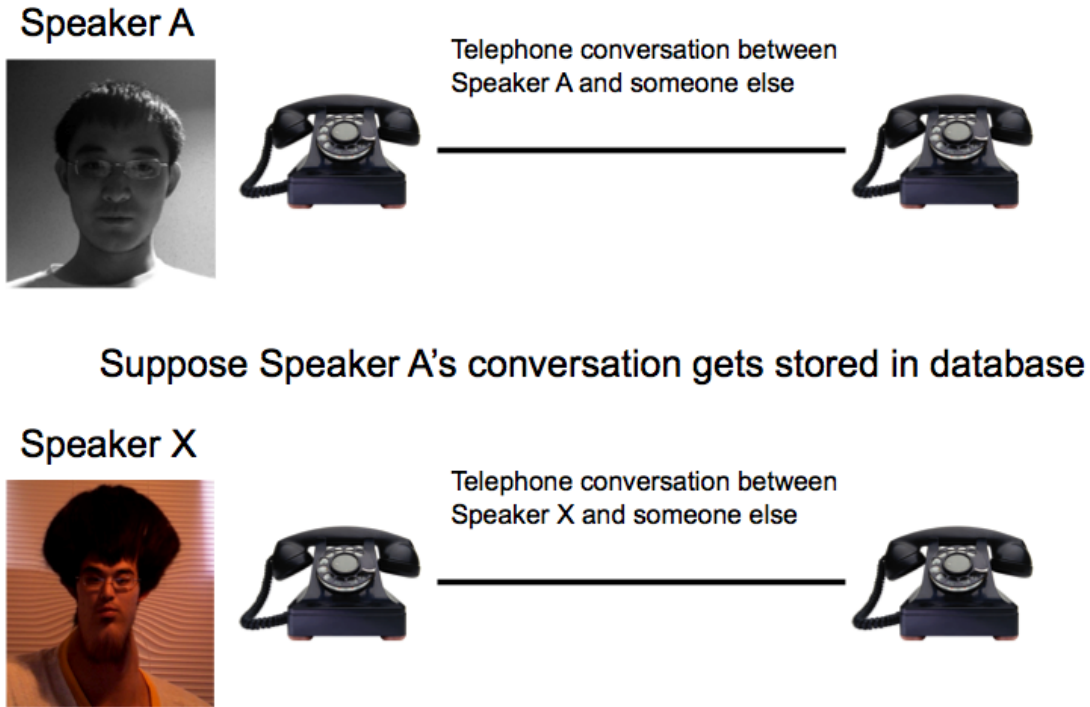 Speaker A
Telephone conversation between
Speaker A and someone else
Suppose Speaker A's conversation gets stored in database
Speaker X
Telephone conversation between
Speaker X and someone else